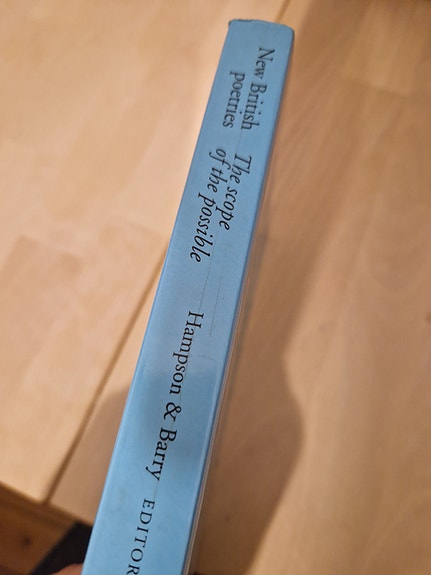 New British
poetries
The scope
of the possible
Hampson & Barry EDITOR